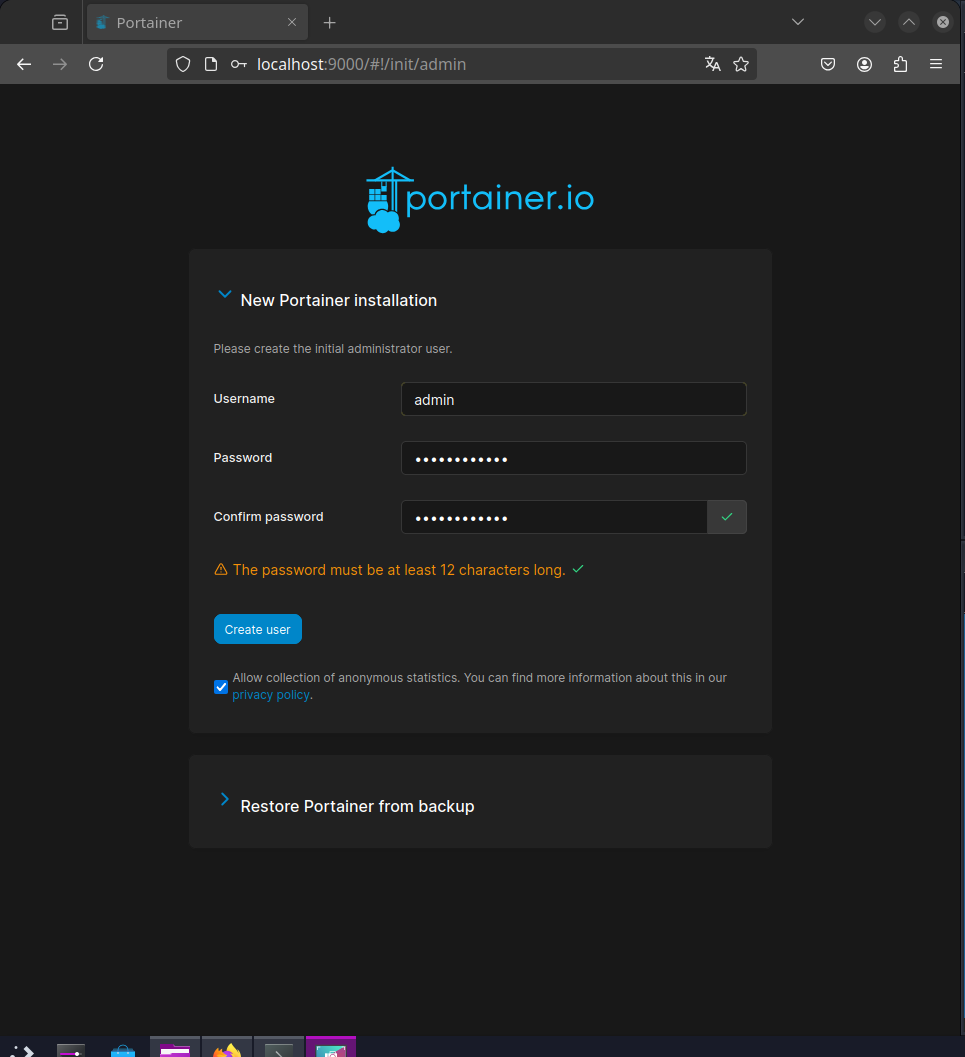 Portainer
localhost:9000/#!/init/admin
portainer.io
New Portainer installation
Please create the initial administrator user.
Username
admin
Password
••••••••••••
Confirm password
••••••••••••
The password must be at least 12 characters long.
Create user
Allow collection of anonymous statistics. You can find more information about this in our
privacy policy.
Restore Portainer from backup